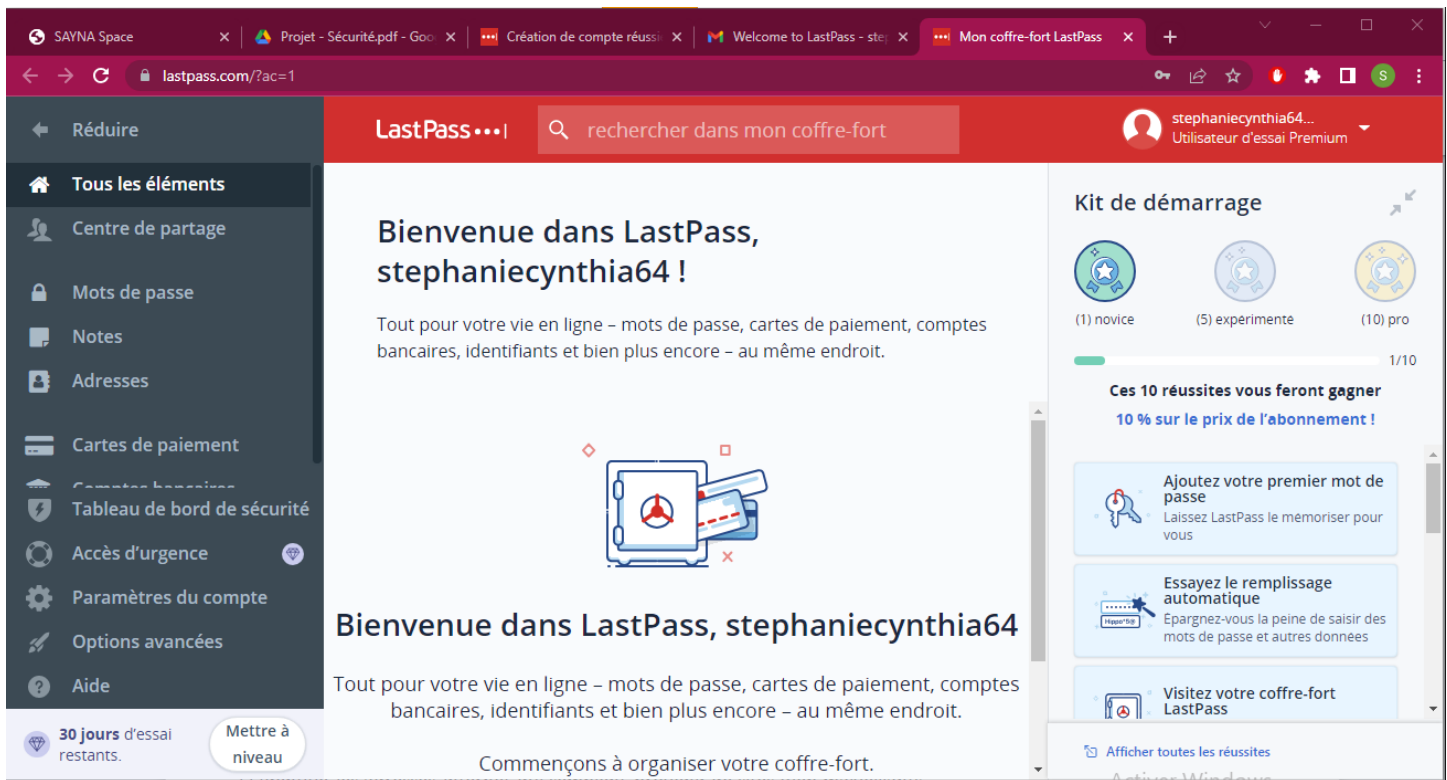 SAYNA Space
Projet - Sécurité.pdf - Goo
Création de compte réussi
Welcome to LastPass - ste
Mon coffre-fort LastPass
lastpass.com/?ac=1
S
Réduire
LastPass
rechercher dans mon coffre-fort
stephaniecynthia64...
Utilisateur d'essai Premium
Tous les éléments
Centre de partage
Mots de passe
Notes
Adresses
Cartes de paiement
Comptes bancaires
Tableau de bord de sécurité
Accès d'urgence
Paramètres du compte
Options avancées
Aide
30 jours d'essai
restants.
Mettre à
niveau
Bienvenue dans LastPass,
stephaniecynthia64 !
Tout pour votre vie en ligne – mots de passe, cartes de paiement, comptes
bancaires, identifiants et bien plus encore – au même endroit.
Bienvenue dans LastPass, stephaniecynthia64
Tout pour votre vie en ligne – mots de passe, cartes de paiement, comptes
bancaires, identifiants et bien plus encore – au même endroit.
Commençons à organiser votre coffre-fort.
Kit de démarrage
(1) novice
(5) expérimenté
(10) pro
1/10
Ces 10 réussites vous feront gagner
10 % sur le prix de l'abonnement !
Ajoutez votre premier mot de
passe
Laissez LastPass le mémoriser pour
vous
Essayez le remplissage
automatique
Épargnez-vous la peine de saisir des
mots de passe et autres données
Visitez votre coffre-fort
LastPass
Afficher toutes les réussites
Activer Windows